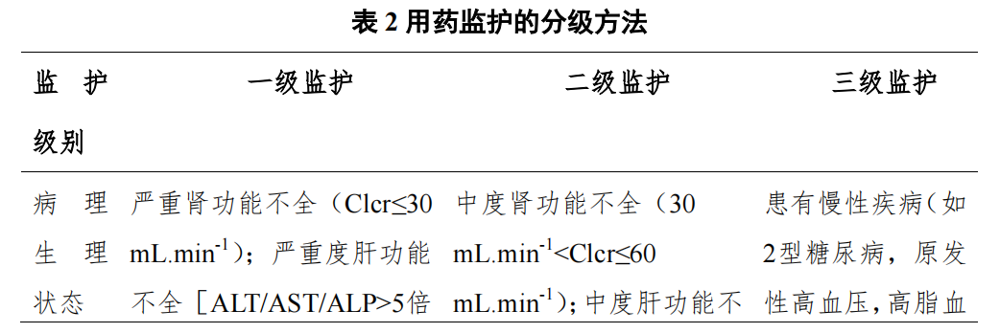 表 2 用药监护的分级方法
监 护 一级监护 二级监护 三级监护
级别
病 理 严重肾功能不全（Clcr≤30 中度肾功能不全（30 患有慢性疾病（如
生 理 mL.min-1）；严重度肝功能 mL.min-1<Clcr≤60 2型糖尿病，原发
状态 不全［ALT/AST/ALP>5倍 mL.min-1）；中度肝功能不 性高血压，高脂血